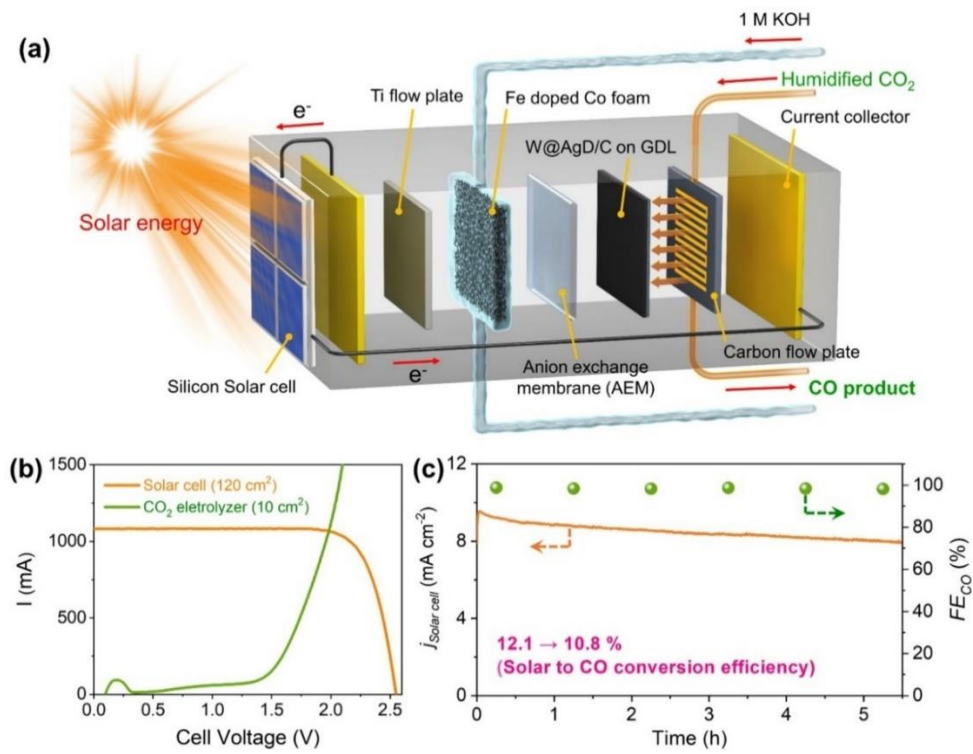 (a)
1 M KOH
Humidified CO₂
Current collector
Ti flow plate
Fe doped Co foam
W@AgD/C on GDL
e⁻
Solar energy
Silicon Solar cell
e⁻
Anion exchange
membrane (AEM)
Carbon flow plate
CO product
(b)
1500
1000
500
0
I (mA)
Solar cell (120 cm²)
CO₂ eletrolyzer (10 cm²)
0.0 0.5 1.0 1.5 2.0 2.5
Cell Voltage (V)
(c)
12
8
4
0
j Solar cell (mA cm⁻²)
12.1 → 10.8 %
(Solar to CO conversion efficiency)
0 1 2 3 4 5
Time (h)
100
80
60
40
20
0
FE_CO (%)